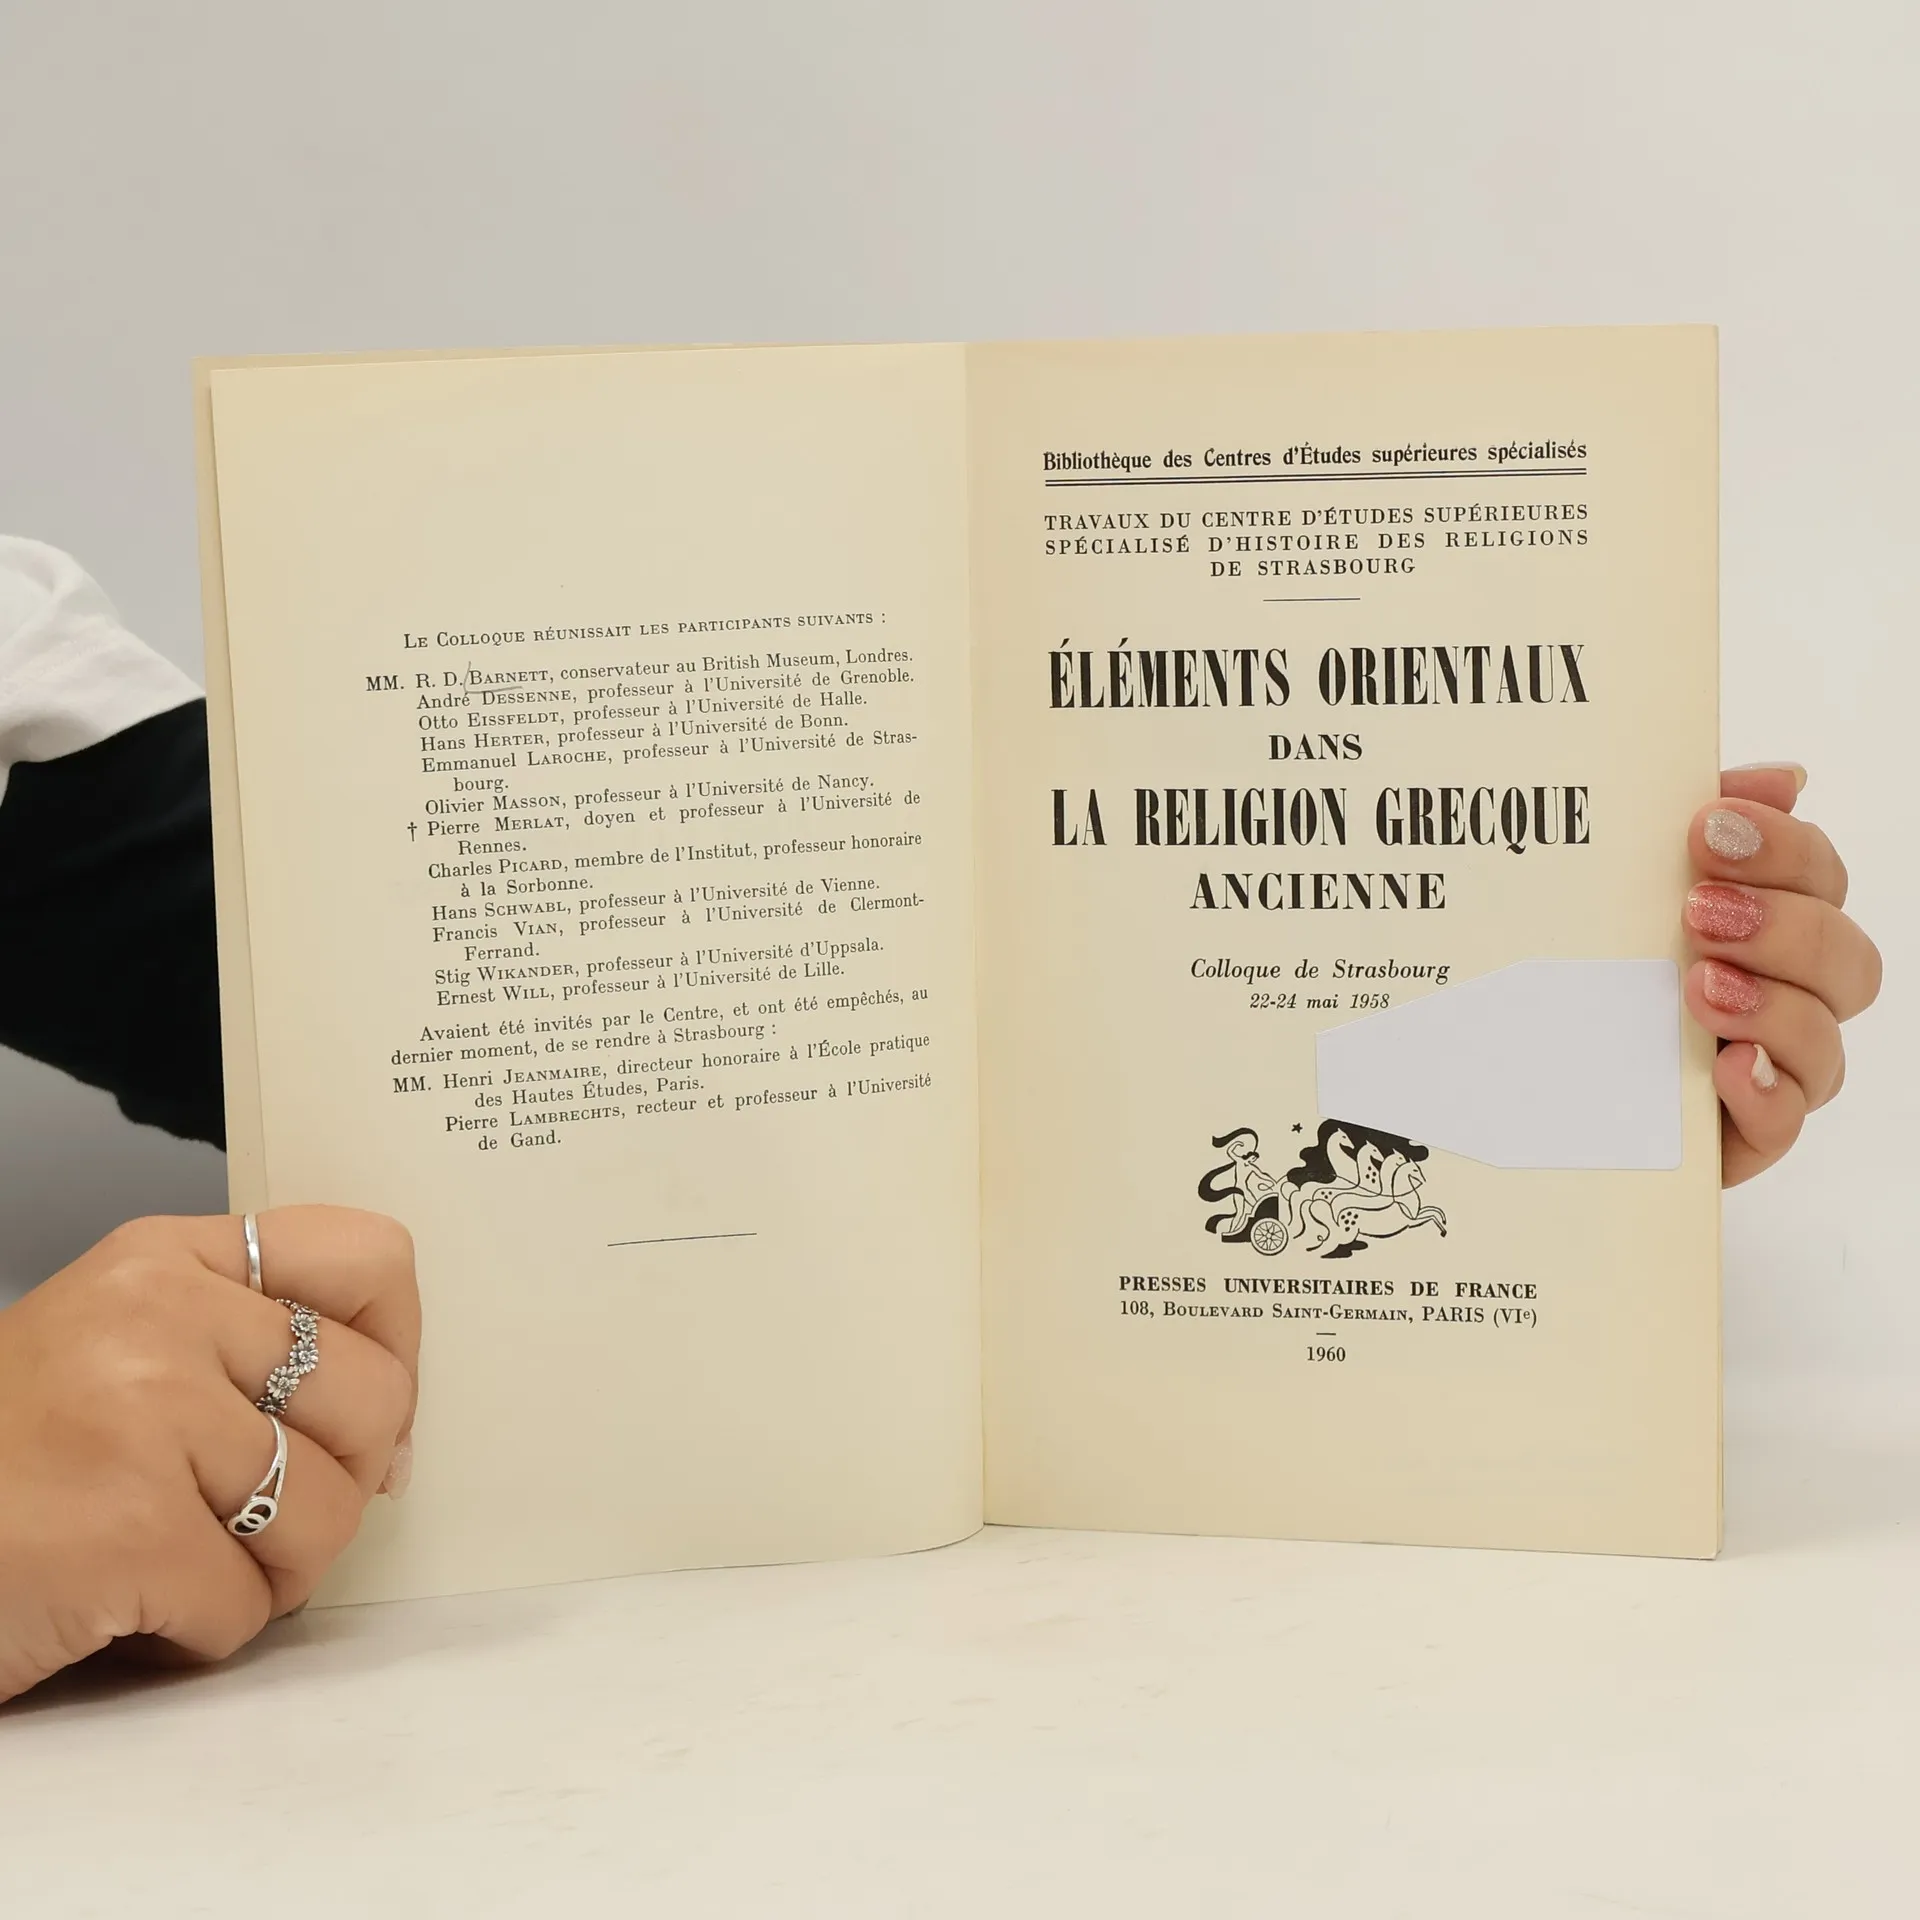 LE COLLOQUE RÉUNISSAIT LES PARTICIPANTS SUIVANTS :
MM. R. D. BARNETT, conservateur au British Museum, Londres.
André DESSENNE, professeur à l'Université de Grenoble.
Otto EISSFELDT, professeur à l'Université de Halle.
Hans HERTER, professeur à l'Université de Bonn.
Emmanuel LAROCHE, professeur à l'Université de Stras-
bourg.
Olivier MASSON, professeur à l'Université de Nancy.
† Pierre MERLAT, doyen et professeur à l'Université de
Rennes.
Charles PICARD, membre de l'Institut, professeur honoraire
à la Sorbonne.
Hans SCHWABL, professeur à l'Université de Vienne.
Francis VIAN, professeur à l'Université de Clermont-
Ferrand.
Stig WIKANDER, professeur à l'Université d'Uppsala.
Ernest WILL, professeur à l'Université de Lille.
Avaient été invités par le Centre, et ont été empêchés, au
dernier moment, de se rendre à Strasbourg :
MM. Henri JEANMAIRE, directeur honoraire à l'École pratique
des Hautes Études, Paris.
Pierre LAMBRECHTS, recteur et professeur à l'Université
de Gand.
Bibliothèque des Centres d'Études supérieures spécialisés
TRAVAUX DU CENTRE D'ÉTUDES SUPÉRIEURES
SPÉCIALISÉ D'HISTOIRE DES RELIGIONS
DE STRASBOURG
ÉLÉMENTS ORIENTAUX
DANS
LA RELIGION GRECQUE
ANCIENNE
Colloque de Strasbourg
22-24 mai 1958
PRESSES UNIVERSITAIRES DE FRANCE
108, BOULEVARD SAINT-GERMAIN, PARIS (VIe)
1960